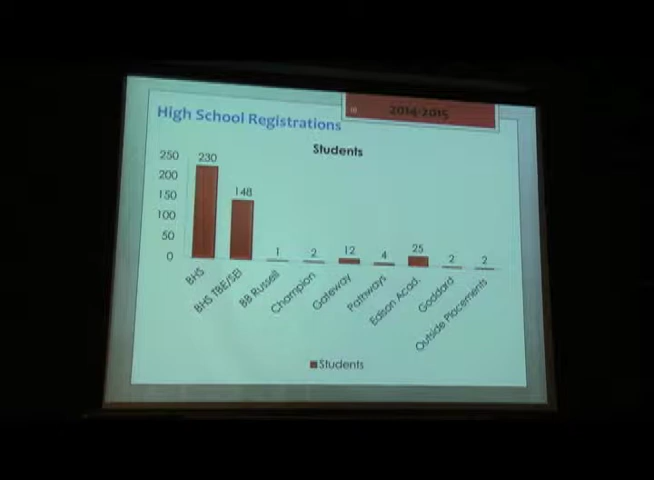 2014-2015
High School Registrations
Students
250
200
150
100
50
0
230
148
1
2
12
4
25
2
2
BHS
BHS TBE/SEI
BB Russell
Champion
Gateway
Pathways
Edison Acad.
Goddard
Outside Placements
Students